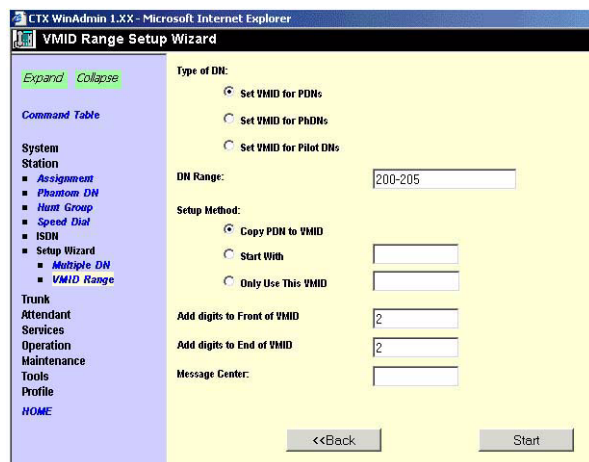 CTX WinAdmin 1.XX - Microsoft Internet Explorer
VMID Range Setup Wizard
Expand Collapse
Command Table
System
Station
Assignment
Phantom DN
Hunt Group
Speed Dial
ISDN
Setup Wizard
Multiple DN
VMID Range
Trunk
Attendant
Services
Operation
Maintenance
Tools
Profile
HOME
Type of DN:
Set VMID for PDNs
Set VMID for PhDNs
Set VMID for Pilot DNs
DN Range: 200-205
Setup Method:
Copy PDN to VMID
Start With
Only Use This VMID
Add digits to Front of VMID 2
Add digits to End of VMID 2
Message Center:
<<Back Start